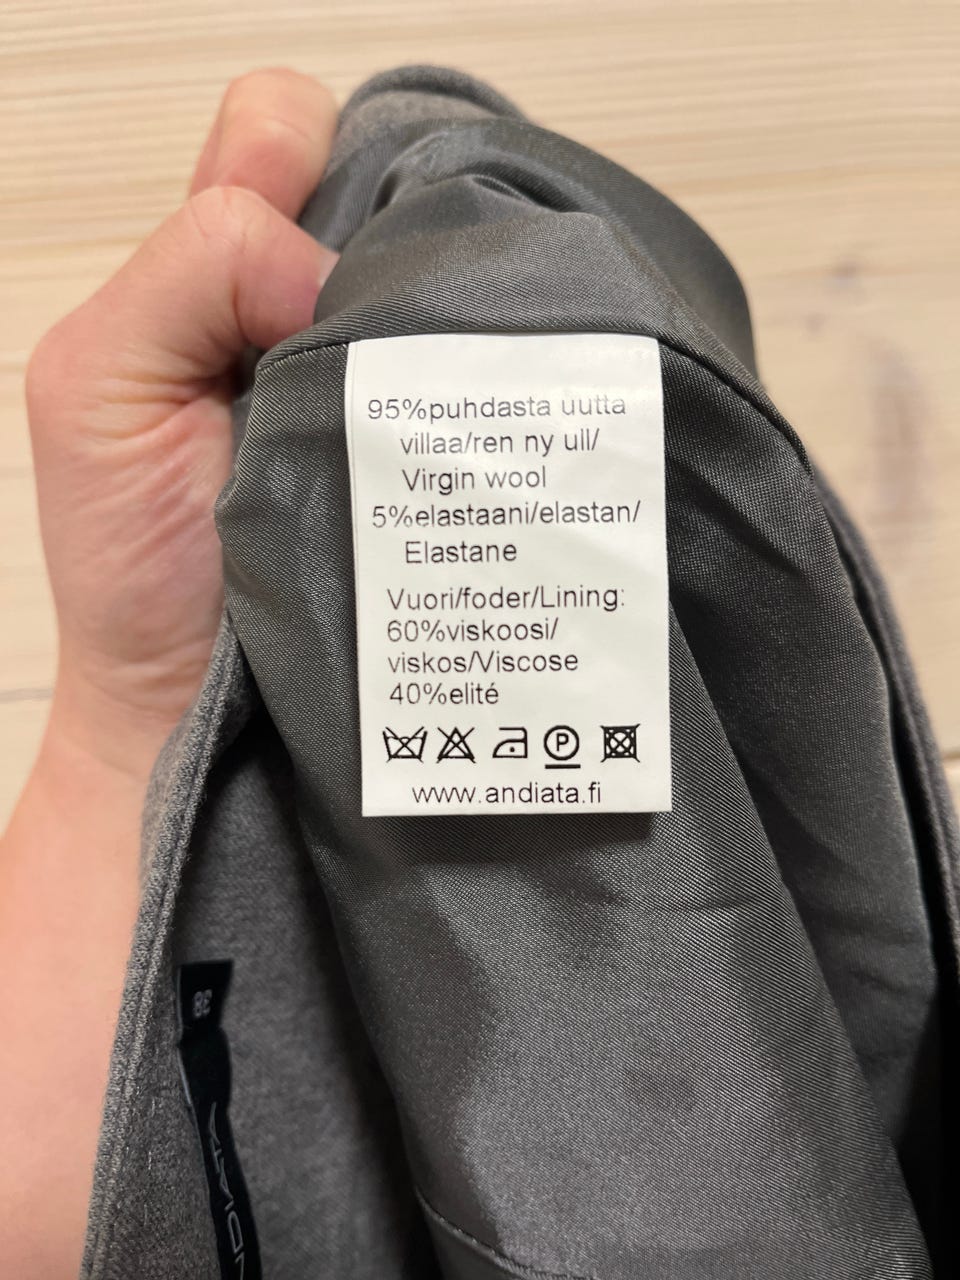 95%puhdasta uutta
villaa/ren ny ull/
Virgin wool
5%elastaani/elastan/
Elastane
Vuori/foder/Lining:
60%viskoosi/
viskos/Viscose
40%elité
P
www.andiata.fi
38